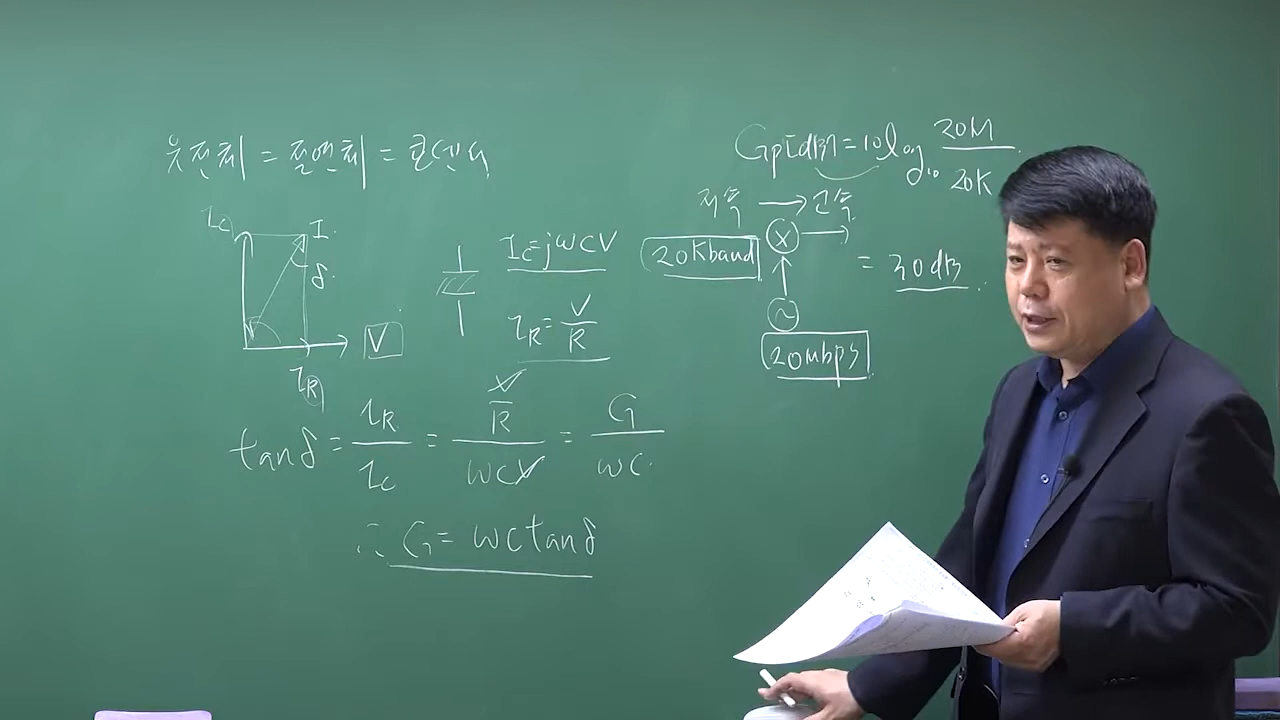 유전체 = 절연체 = 콘덴서
Ic
I
δ
V
IR
Ic=jwcV
IR=V/R
tanδ = IR/Ic = V/R / wcV = G/wc
∴ G= wctanδ
Gp[dB]=10log10 20M/20K
저속 → 고속
20Kbaud
X
= 30dB
~
20Mbps